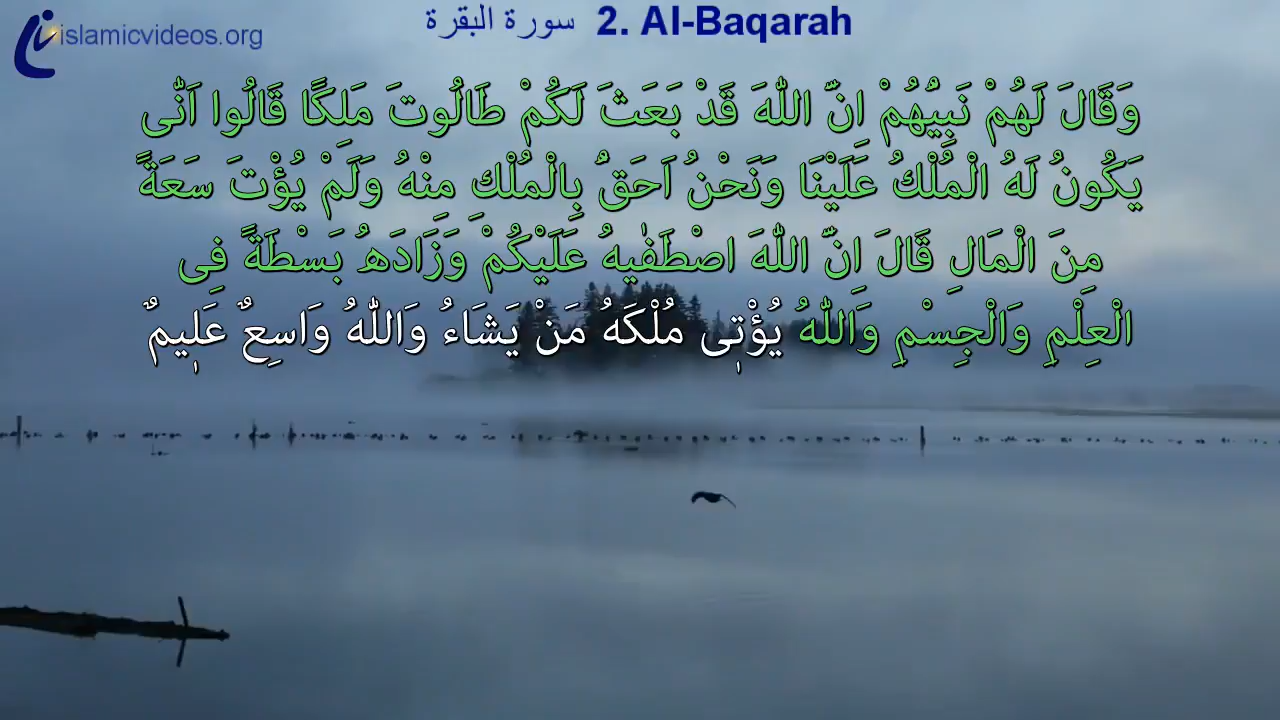 islamicvideos.org
سورة البقرة 2. Al-Baqarah
وَقَالَ لَهُمْ نَبِيُّهُمْ اِنَّ اللّٰهَ قَدْ بَعَثَ لَكُمْ طَالُوتَ مَلِكًا قَالُوا اَنّٰى
يَكُونُ لَهُ الْمُلْكُ عَلَيْنَا وَنَحْنُ اَحَقُّ بِالْمُلْكِ مِنْهُ وَلَمْ يُؤْتَ سَعَةً
مِنَ الْمَالِ قَالَ اِنَّ اللّٰهَ اصْطَفٰيهُ عَلَيْكُمْ وَزَادَهُ بَسْطَةً فِى
الْعِلْمِ وَالْجِسْمِ وَاللّٰهُ يُؤْتٖى مُلْكَهُ مَنْ يَشَاءُ وَاللّٰهُ وَاسِعٌ عَلٖيمٌ